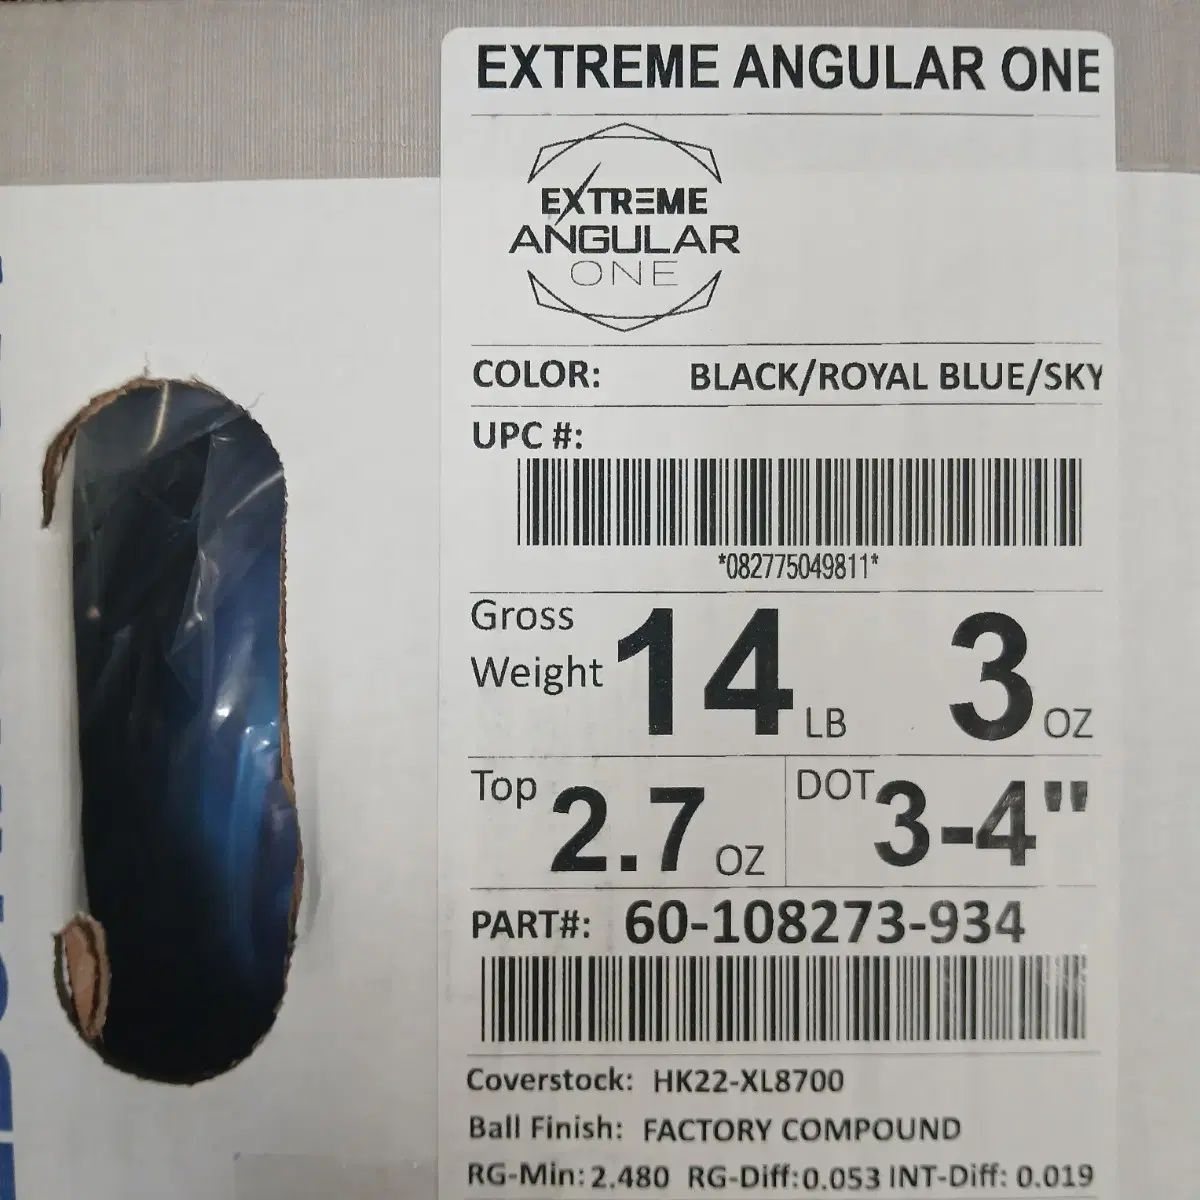 EXTREME ANGULAR ONE
EXTREME
ANGULAR
ONE
COLOR: BLACK/ROYAL BLUE/SKY
UPC #:
*082775049811*
Gross Weight 14 LB 3 OZ
Top 2.7 OZ DOT 3-4"
PART#: 60-108273-934
Coverstock: HK22-XL8700
Ball Finish: FACTORY COMPOUND
RG-Min: 2.480 RG-Diff: 0.053 INT-Diff: 0.019